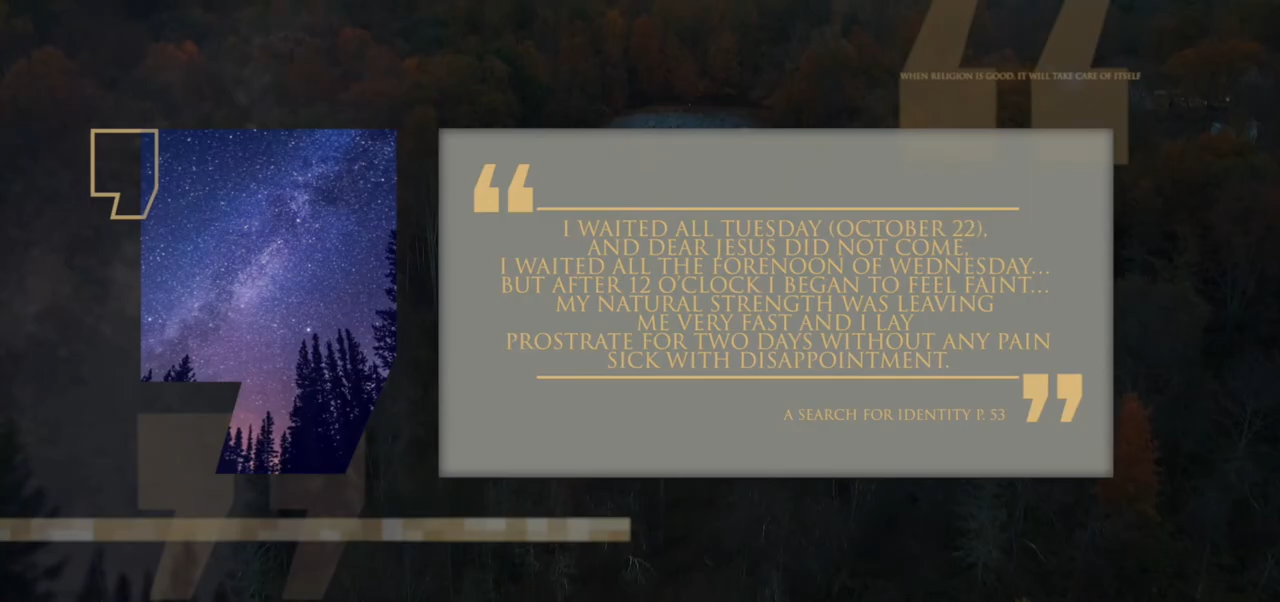 WHEN RELIGION IS GOOD, IT WILL TAKE CARE OF ITSELF
“
I WAITED ALL TUESDAY (OCTOBER 22),
AND DEAR JESUS DID NOT COME.
I WAITED ALL THE FORENOON OF WEDNESDAY...
BUT AFTER 12 O'CLOCK I BEGAN TO FEEL FAINT...
MY NATURAL STRENGTH WAS LEAVING
ME VERY FAST AND I LAY
PROSTRATE FOR TWO DAYS WITHOUT ANY PAIN
SICK WITH DISAPPOINTMENT.
”
A SEARCH FOR IDENTITY P. 53